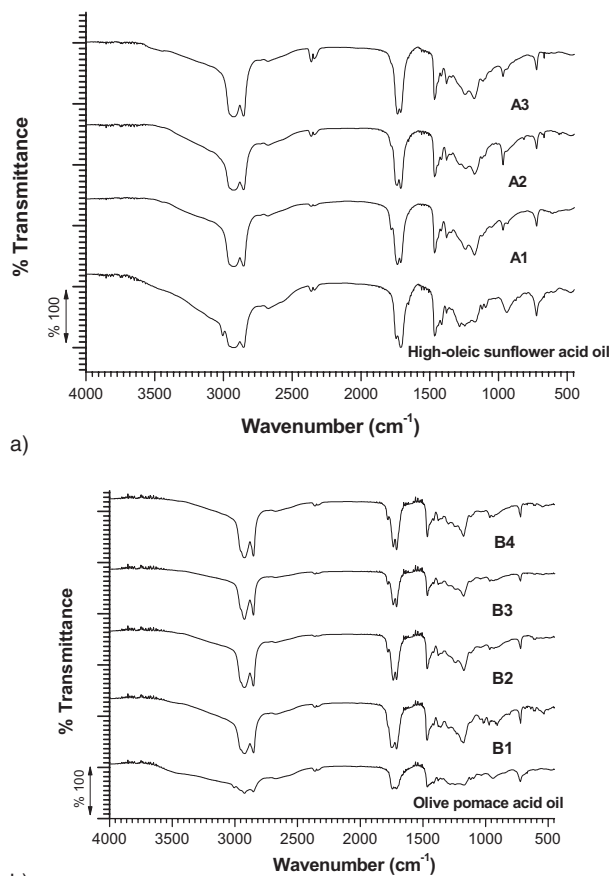 % Transmittance
% 100
A3
A2
A1
High-oleic sunflower acid oil
4000 3500 3000 2500 2000 1500 1000 500
Wavenumber (cm⁻¹)
a)
% Transmittance
% 100
B4
B3
B2
B1
Olive pomace acid oil
4000 3500 3000 2500 2000 1500 1000 500
Wavenumber (cm⁻¹)